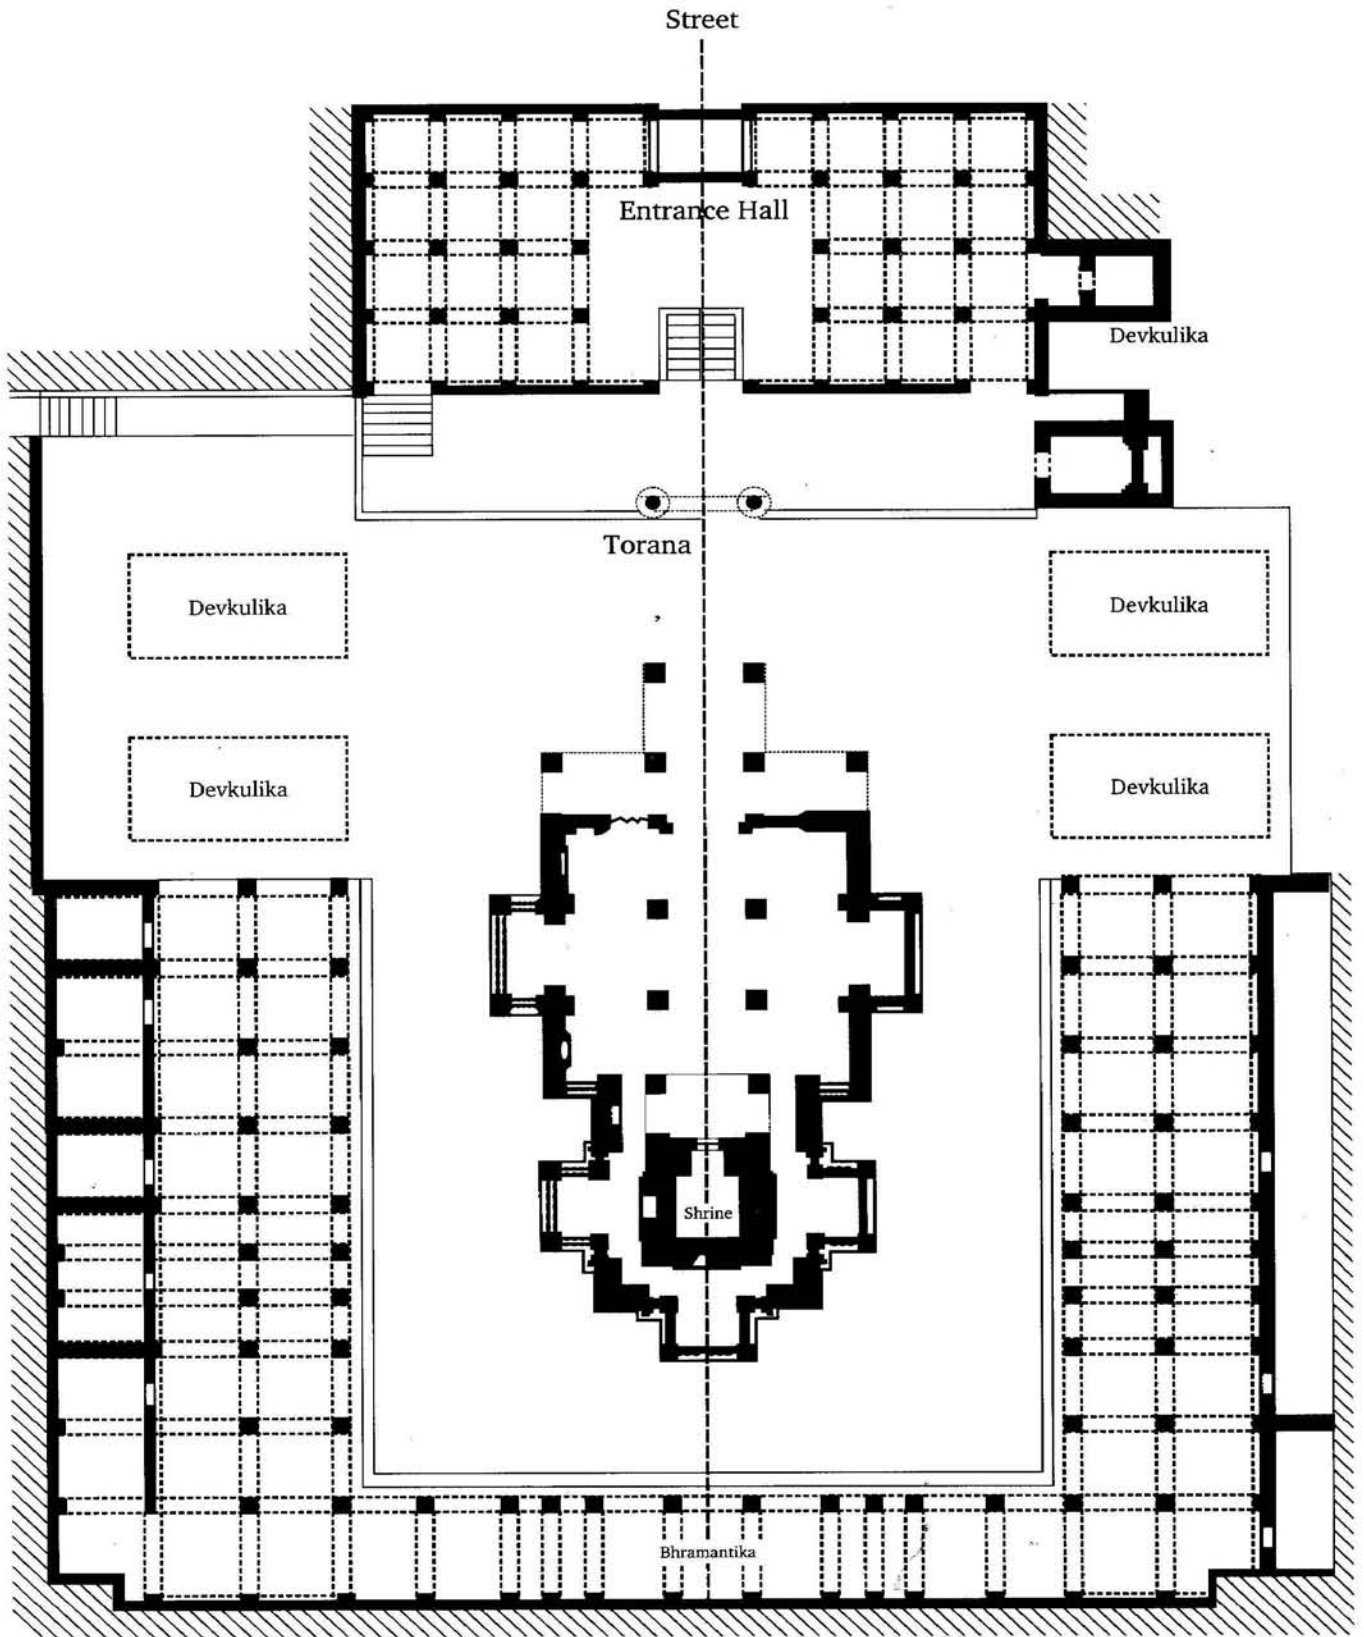 Street
Entrance Hall
Devkulika
Torana
Devkulika
Devkulika
Devkulika
Devkulika
Shrine
Bhramantika